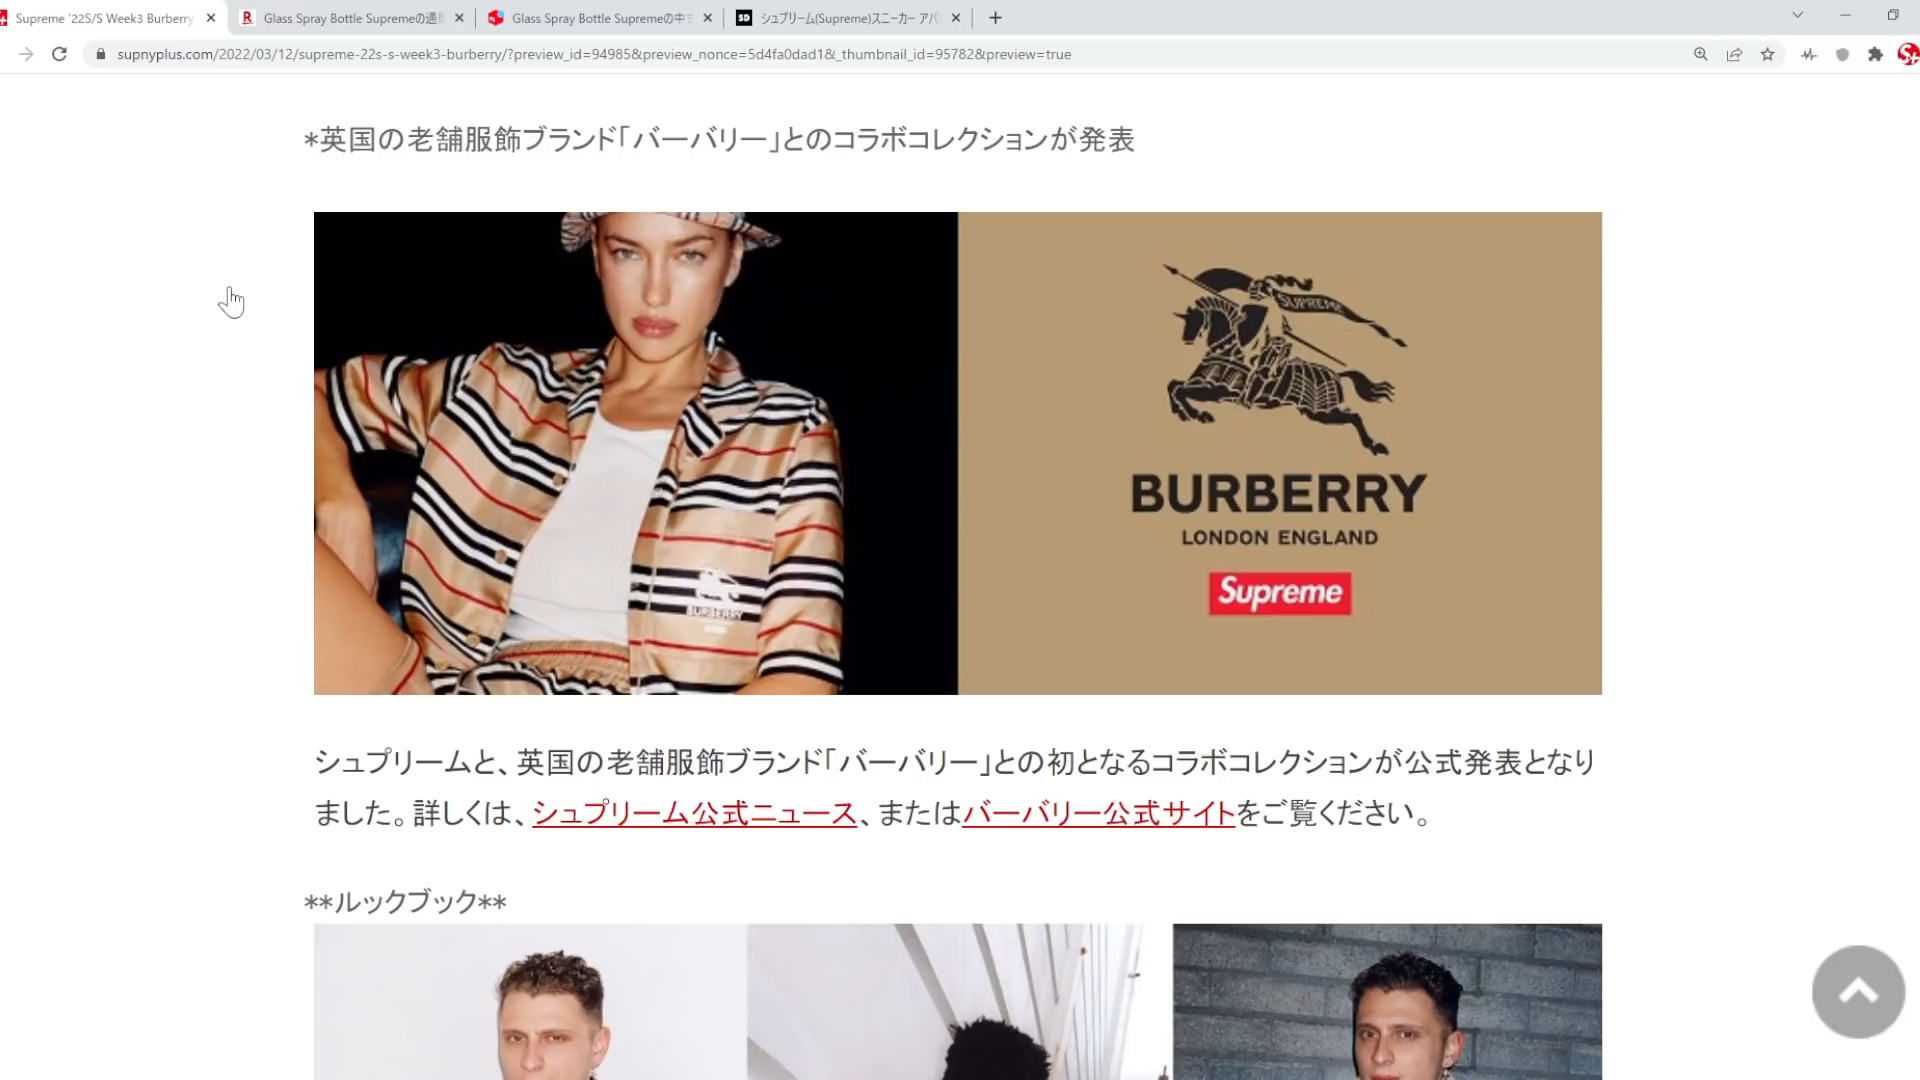 Supreme '22S/S Week3 Burberry
Glass Spray Bottle Supremeの通
Glass Spray Bottle Supremeの中
シュプリーム(Supreme)スニーカー アパ
supnyplus.com/2022/03/12/supreme-22s-s-week3-burberry/?preview_id=94985&preview_nonce=5d4fa0dad1&_thumbnail_id=95782&preview=true
*英国の老舗服飾ブランド「バーバリー」とのコラボコレクションが発表
SUPREME
BURBERRY
LONDON ENGLAND
Supreme
BURBERRY
シュプリームと、英国の老舗服飾ブランド「バーバリー」との初となるコラボコレクションが公式発表となり
ました。詳しくは、シュプリーム公式ニュース、またはバーバリー公式サイトをご覧ください。
**ルックブック**